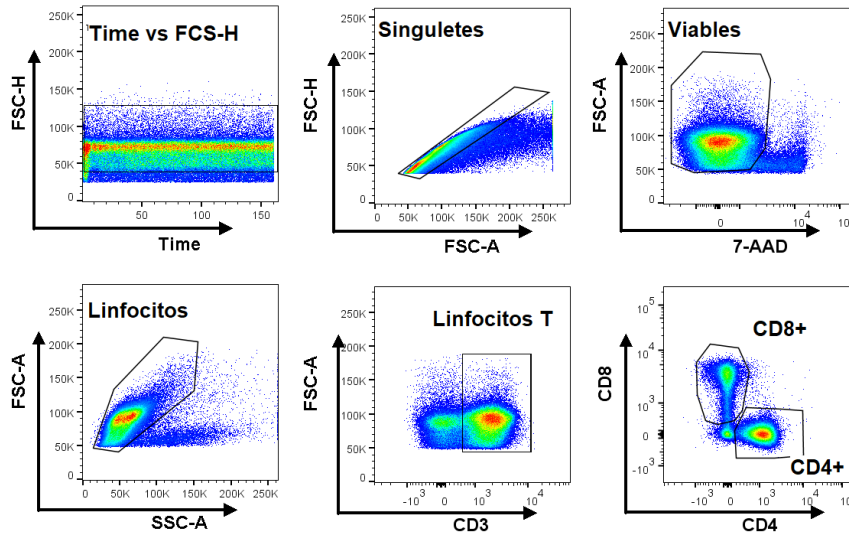 Time vs FCS-H
250K
200K
150K
100K
50K
0
50
100
150
FSC-H
Time
Singuletes
250K
200K
150K
100K
50K
0
0
50K
100K
150K
200K
250K
FSC-H
FSC-A
Viables
250K
200K
150K
100K
50K
0
0
10^4
FSC-A
7-AAD
Linfocitos
250K
200K
150K
100K
50K
0
0
50K
100K
150K
200K
250K
FSC-A
SSC-A
Linfocitos T
250K
200K
150K
100K
50K
0
-10^3
0
10^3
10^4
FSC-A
CD3
10^5
10^4
10^3
0
-10^3
-10^3
0
10^3
10^4
CD8+
CD4+
CD8
CD4